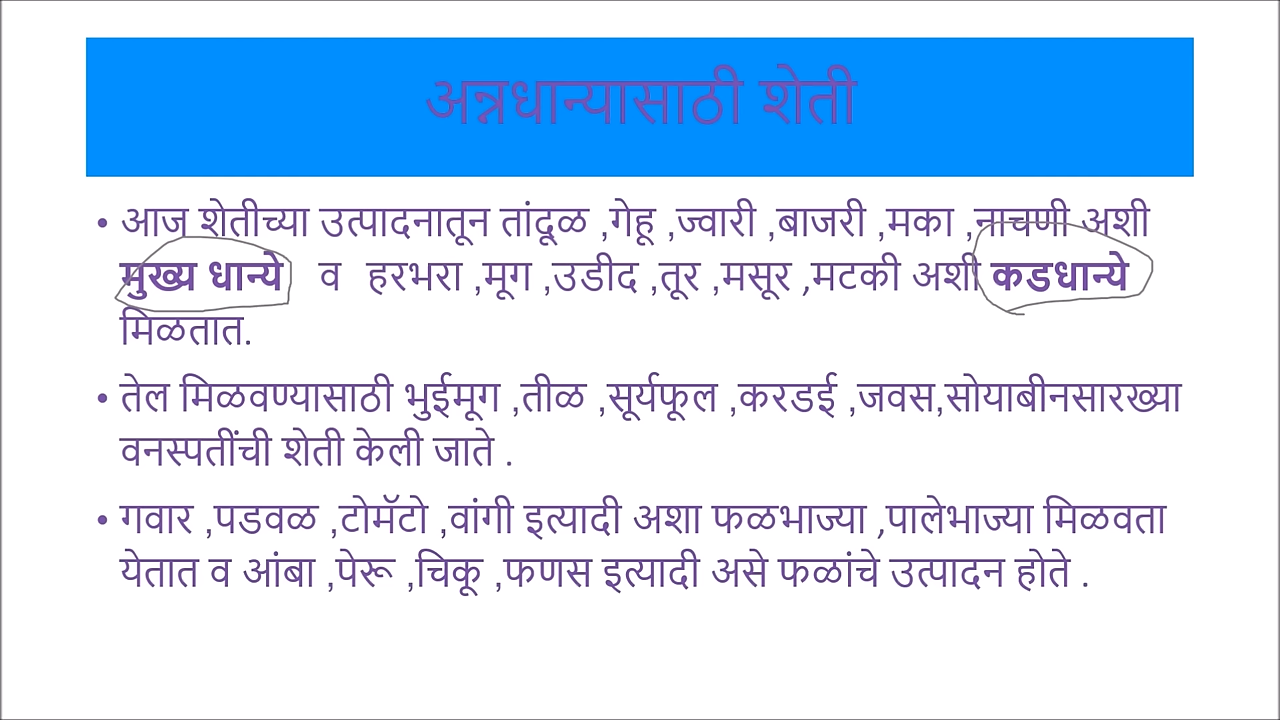 अन्नधान्यासाठी शेती
• आज शेतीच्या उत्पादनातून तांदूळ ,गेहू ,ज्वारी ,बाजरी ,मका ,नाचणी अशी
मुख्य धान्ये व हरभरा ,मूग ,उडीद ,तूर ,मसूर ,मटकी अशी कडधान्ये
मिळतात.
• तेल मिळवण्यासाठी भुईमूग ,तीळ ,सूर्यफूल ,करडई ,जवस,सोयाबीनसारख्या
वनस्पतींची शेती केली जाते .
• गवार ,पडवळ ,टोमॅटो ,वांगी इत्यादी अशा फळभाज्या ,पालेभाज्या मिळवता
येतात व आंबा ,पेरू ,चिकू ,फणस इत्यादी असे फळांचे उत्पादन होते .